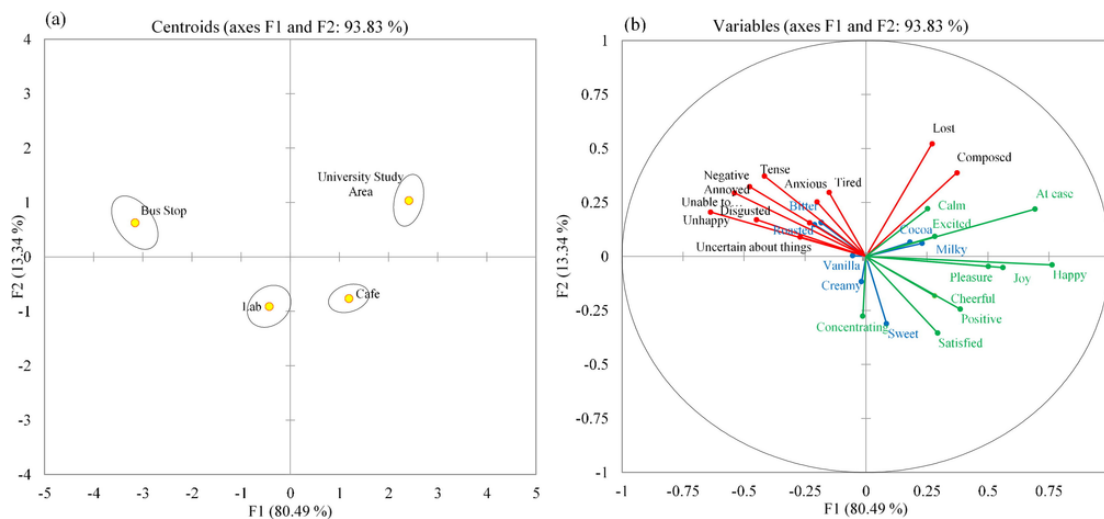 (a)
Centroids (axes F1 and F2: 93.83 %)
4
3
2
1
0
-1
-2
-3
-4
F2 (13.34 %)
University Study
Area
Bus Stop
Lab
Cafe
-5 -4 -3 -2 -1 0 1 2 3 4 5
F1 (80.49 %)
(b)
Variables (axes F1 and F2: 93.83 %)
1
0.75
0.5
0.25
0
-0.25
-0.5
-0.75
-1
F2 (13.34 %)
Lost
Composed
Tense
Negative
Anxious
Tired
Annoyed
At ease
Unable to...
Bitter
Calm
Disgusted
Unhappy
Excited
Roasted
Cocoa
Uncertain about things
Milky
Vanilla
Pleasure
Joy
Happy
Creamy
Cheerful
Positive
Concentrating
Sweet
Satisfied
-1 -0.75 -0.5 -0.25 0 0.25 0.5 0.75
F1 (80.49 %)